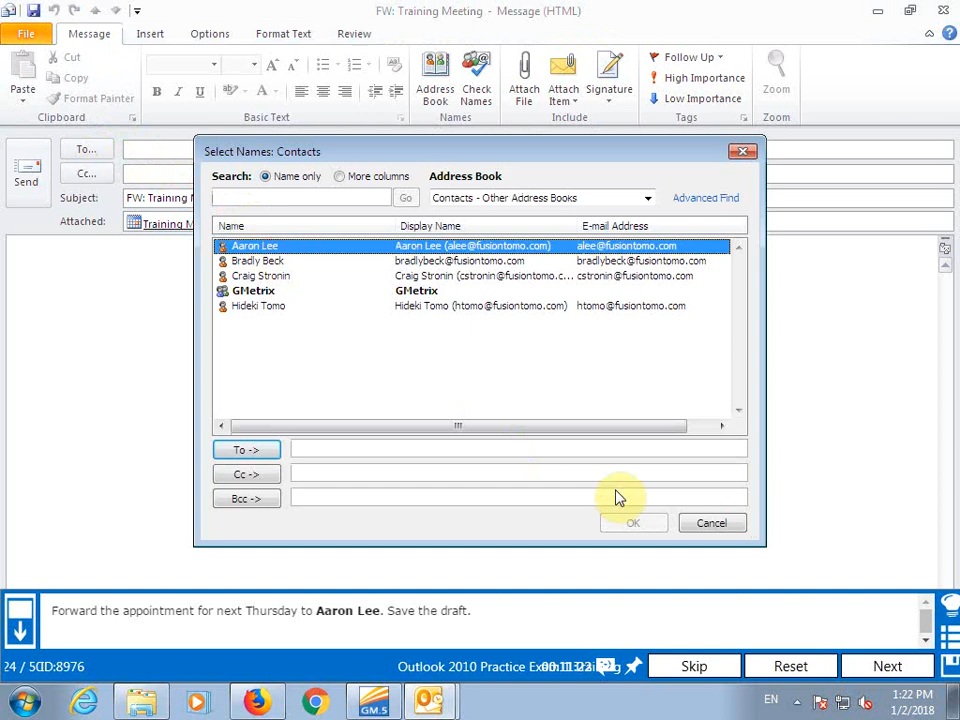 FW: Training Meeting - Message (HTML)
File Message Insert Options Format Text Review
Cut
Copy
Format Painter
Paste
Clipboard
B I U
Basic Text
Address Book
Check Names
Names
Attach File
Attach Item
Signature
Include
Follow Up
High Importance
Low Importance
Tags
Zoom
Zoom
Send
To...
Cc...
Subject: FW: Training M
Attached: Training M
Select Names: Contacts
Search: Name only More columns Address Book
Go Contacts - Other Address Books Advanced Find
Name Display Name E-mail Address
Aaron Lee Aaron Lee (alee@fusiontomo.com) alee@fusiontomo.com
Bradly Beck bradlybeck@fusiontomo.com bradlybeck@fusiontomo.com
Craig Stronin Craig Stronin (cstronin@fusiontomo.c... cstronin@fusiontomo.com
GMetrix GMetrix
Hideki Tomo Hideki Tomo (htomo@fusiontomo.com) htomo@fusiontomo.com
To ->
Cc ->
Bcc ->
OK Cancel
Forward the appointment for next Thursday to Aaron Lee. Save the draft.
Outlook 2010 Practice Skip Reset Next
GM.5 EN 1:22 PM
1/2/2018